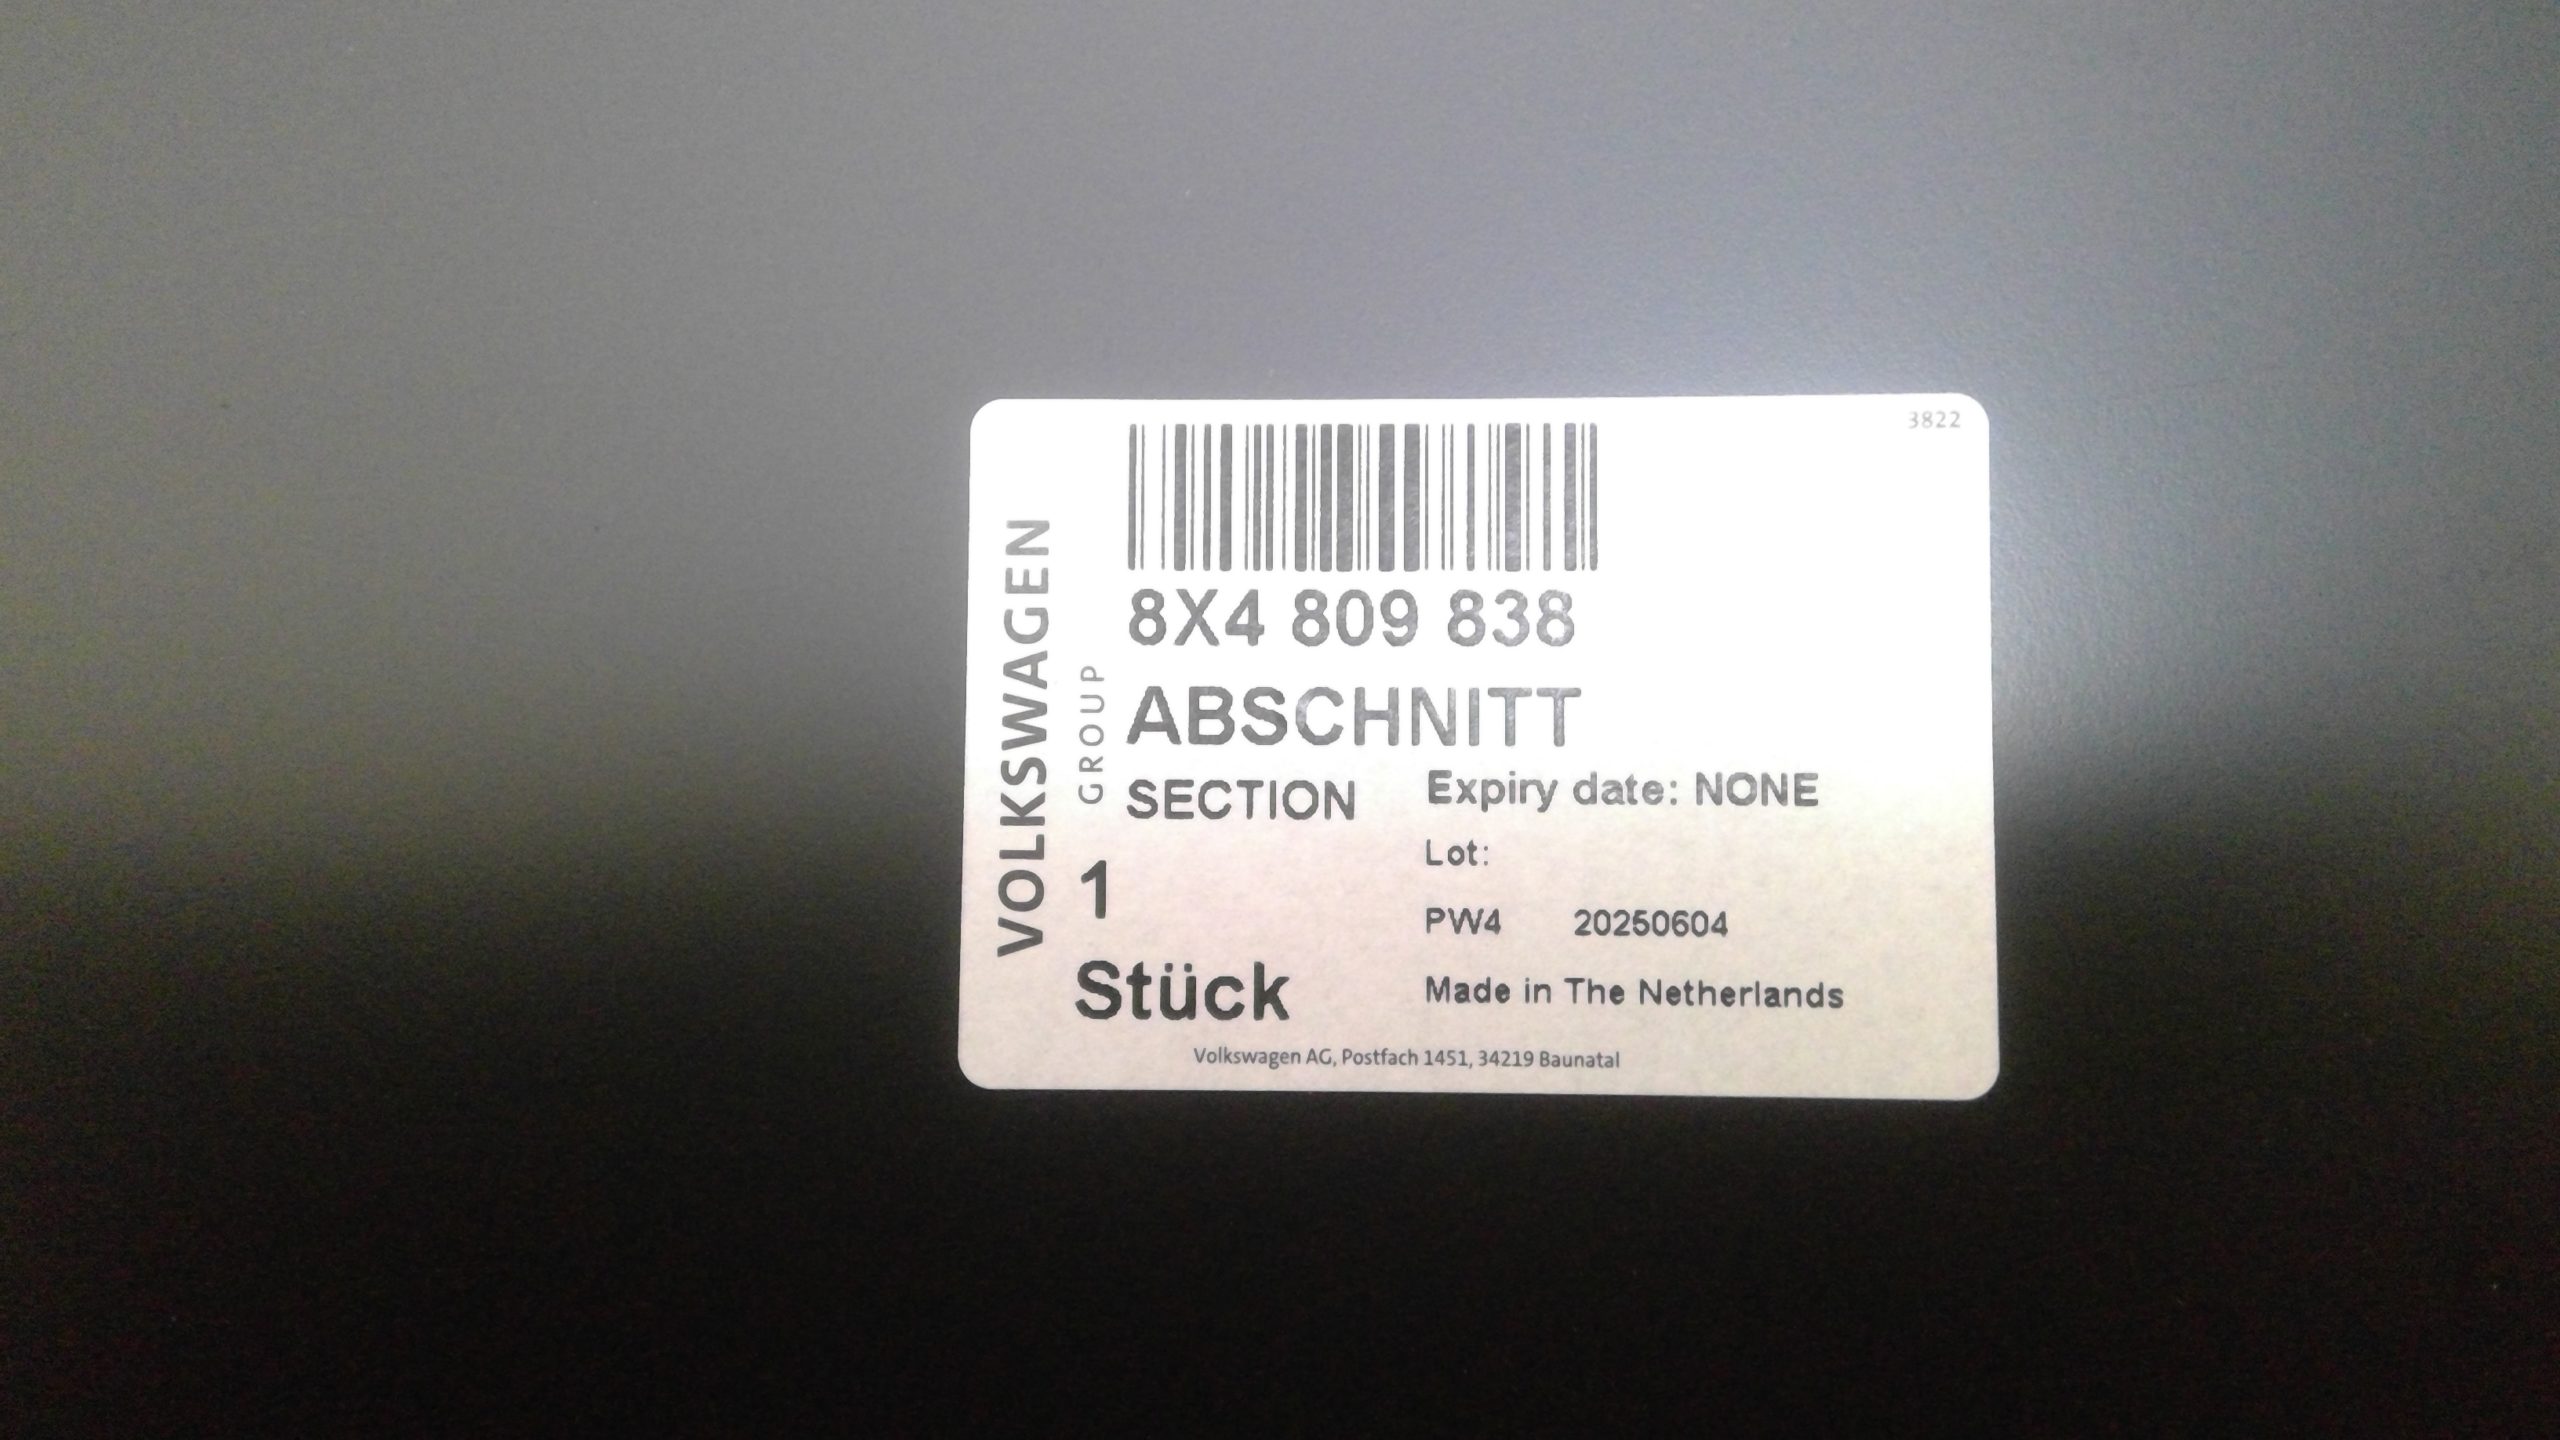 3822
VOLKSWAGEN
GROUP
8X4 809 838
ABSCHNITT
SECTION
Expiry date: NONE
Lot:
1
PW4 20250604
Stück
Made in The Netherlands
Volkswagen AG, Postfach 1451, 34219 Baunatal